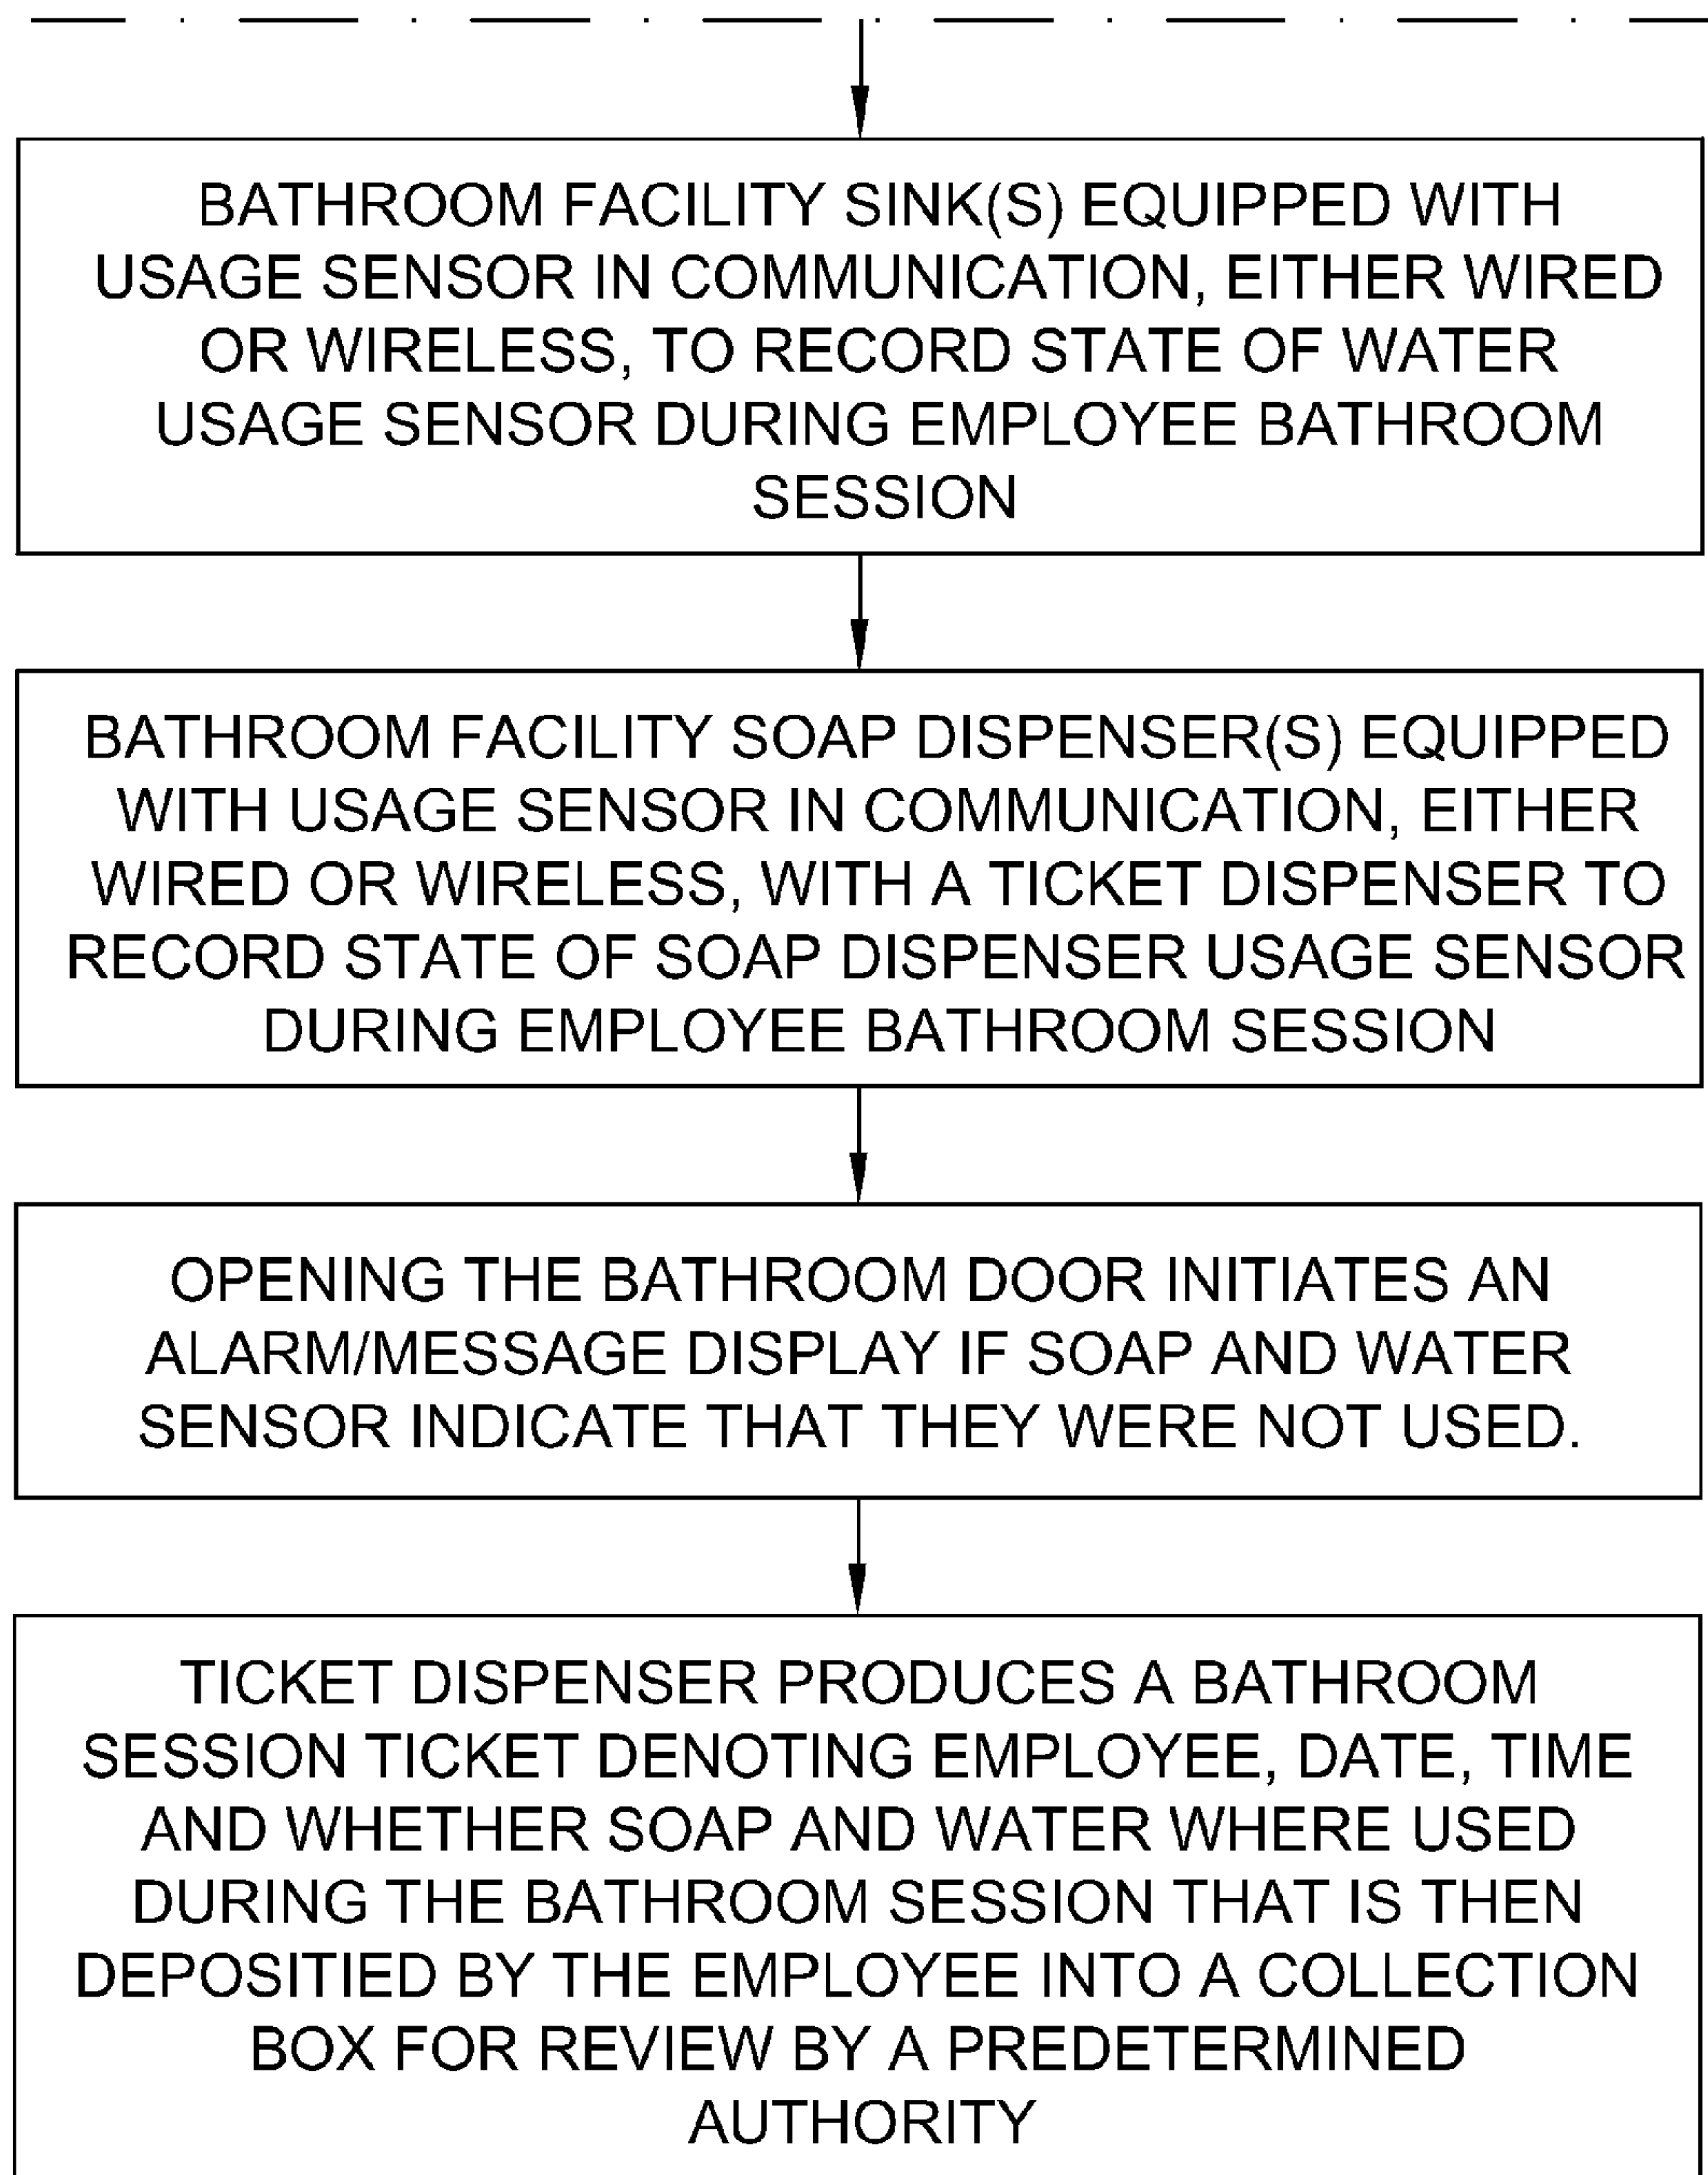 BATHROOM FACILITY SINK(S) EQUIPPED WITH
USAGE SENSOR IN COMMUNICATION, EITHER WIRED
OR WIRELESS, TO RECORD STATE OF WATER
USAGE SENSOR DURING EMPLOYEE BATHROOM
SESSION
BATHROOM FACILITY SOAP DISPENSER(S) EQUIPPED
WITH USAGE SENSOR IN COMMUNICATION, EITHER
WIRED OR WIRELESS, WITH A TICKET DISPENSER TO
RECORD STATE OF SOAP DISPENSER USAGE SENSOR
DURING EMPLOYEE BATHROOM SESSION
OPENING THE BATHROOM DOOR INITIATES AN
ALARM/MESSAGE DISPLAY IF SOAP AND WATER
SENSOR INDICATE THAT THEY WERE NOT USED.
TICKET DISPENSER PRODUCES A BATHROOM
SESSION TICKET DENOTING EMPLOYEE, DATE, TIME
AND WHETHER SOAP AND WATER WHERE USED
DURING THE BATHROOM SESSION THAT IS THEN
DEPOSITIED BY THE EMPLOYEE INTO A COLLECTION
BOX FOR REVIEW BY A PREDETERMINED
AUTHORITY